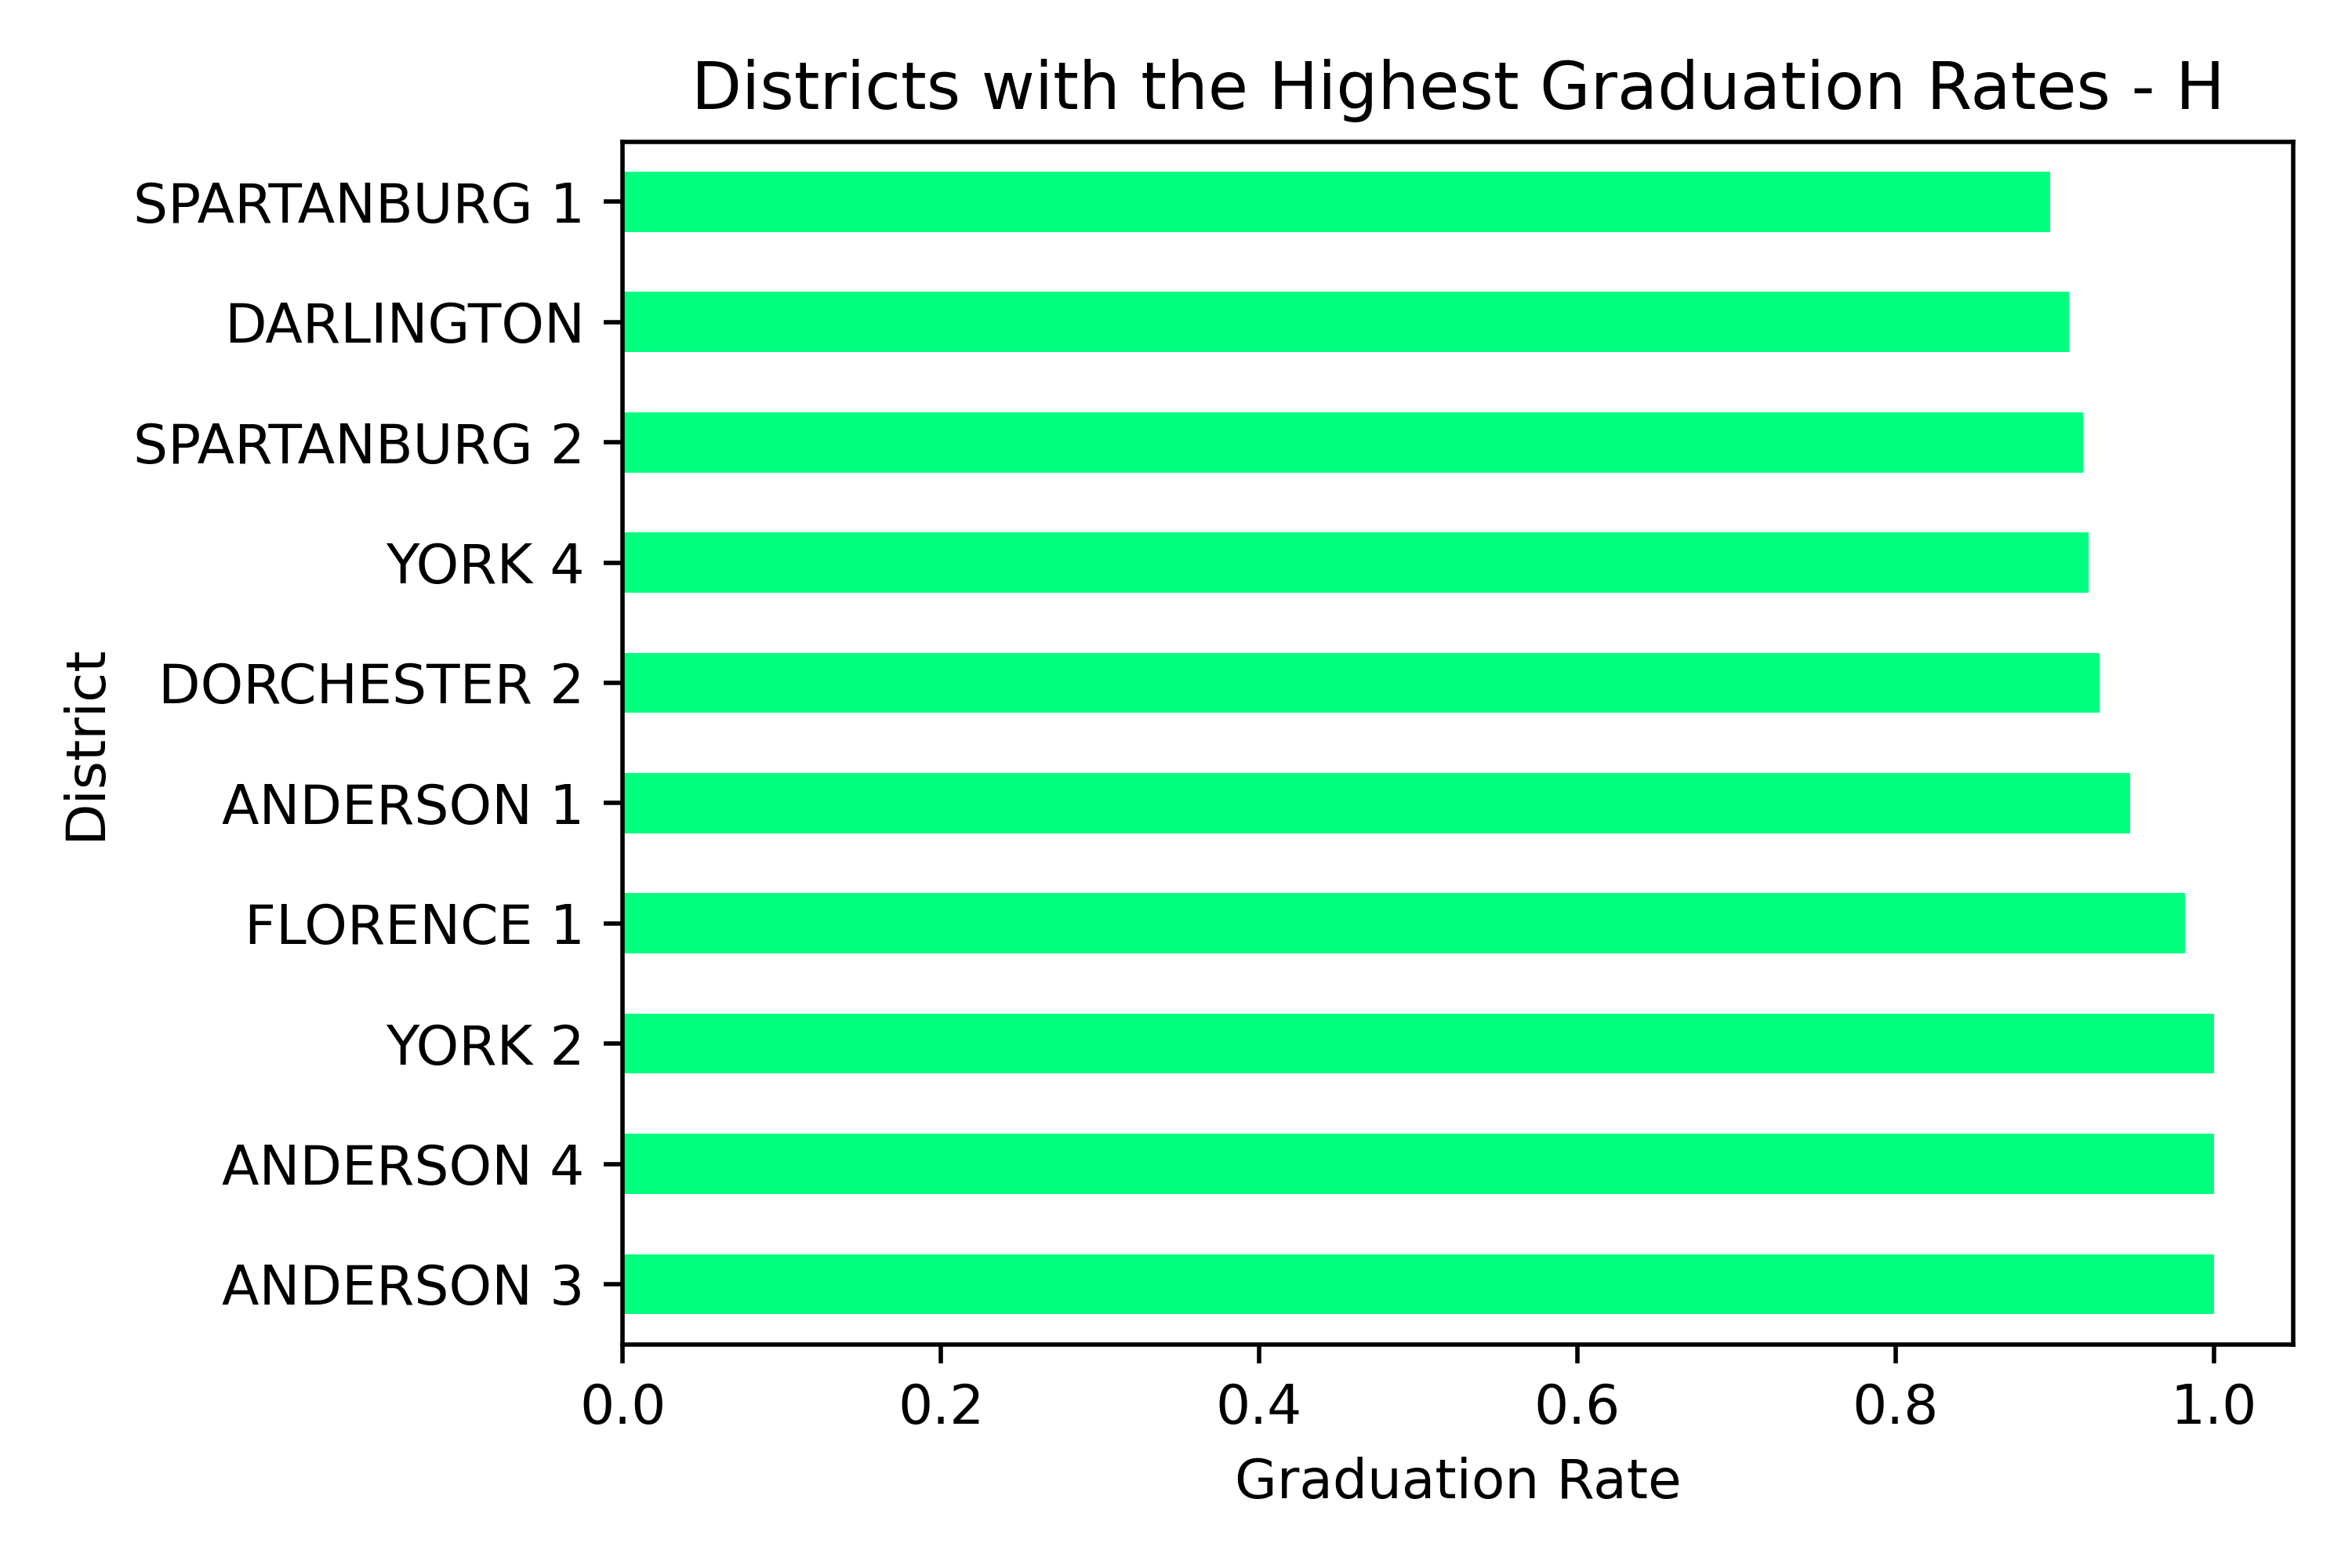 Districts with the Highest Graduation Rates - H
SPARTANBURG 1
DARLINGTON
SPARTANBURG 2
YORK 4
DORCHESTER 2
ANDERSON 1
FLORENCE 1
YORK 2
ANDERSON 4
ANDERSON 3
District
0.0 0.2 0.4 0.6 0.8 1.0
Graduation Rate